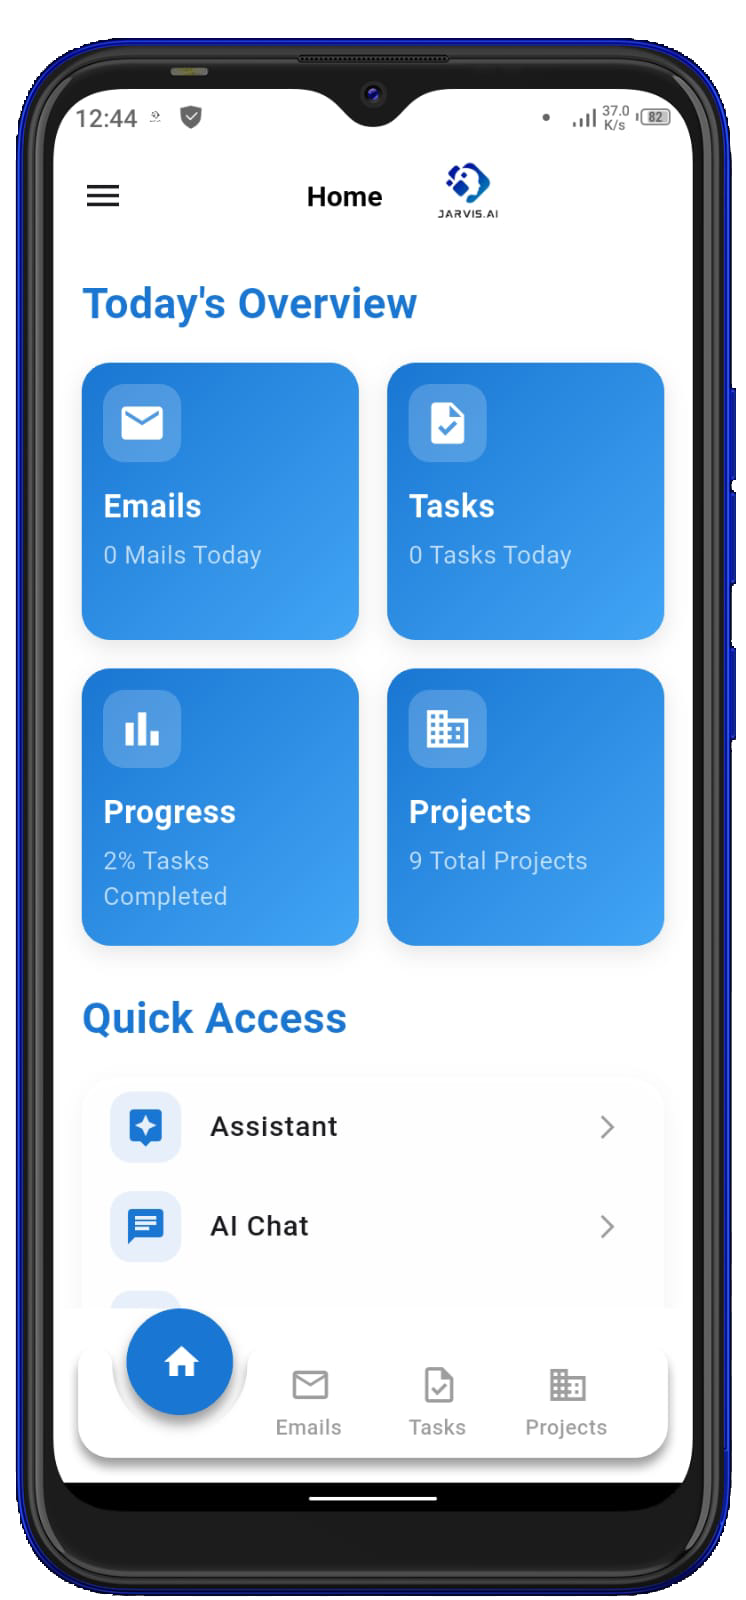 12:44
37.0
K/s
82
Home
JARVIS.AI
Today's Overview
Emails
0 Mails Today
Tasks
0 Tasks Today
Progress
2% Tasks
Completed
Projects
9 Total Projects
Quick Access
Assistant
AI Chat
Emails
Tasks
Projects